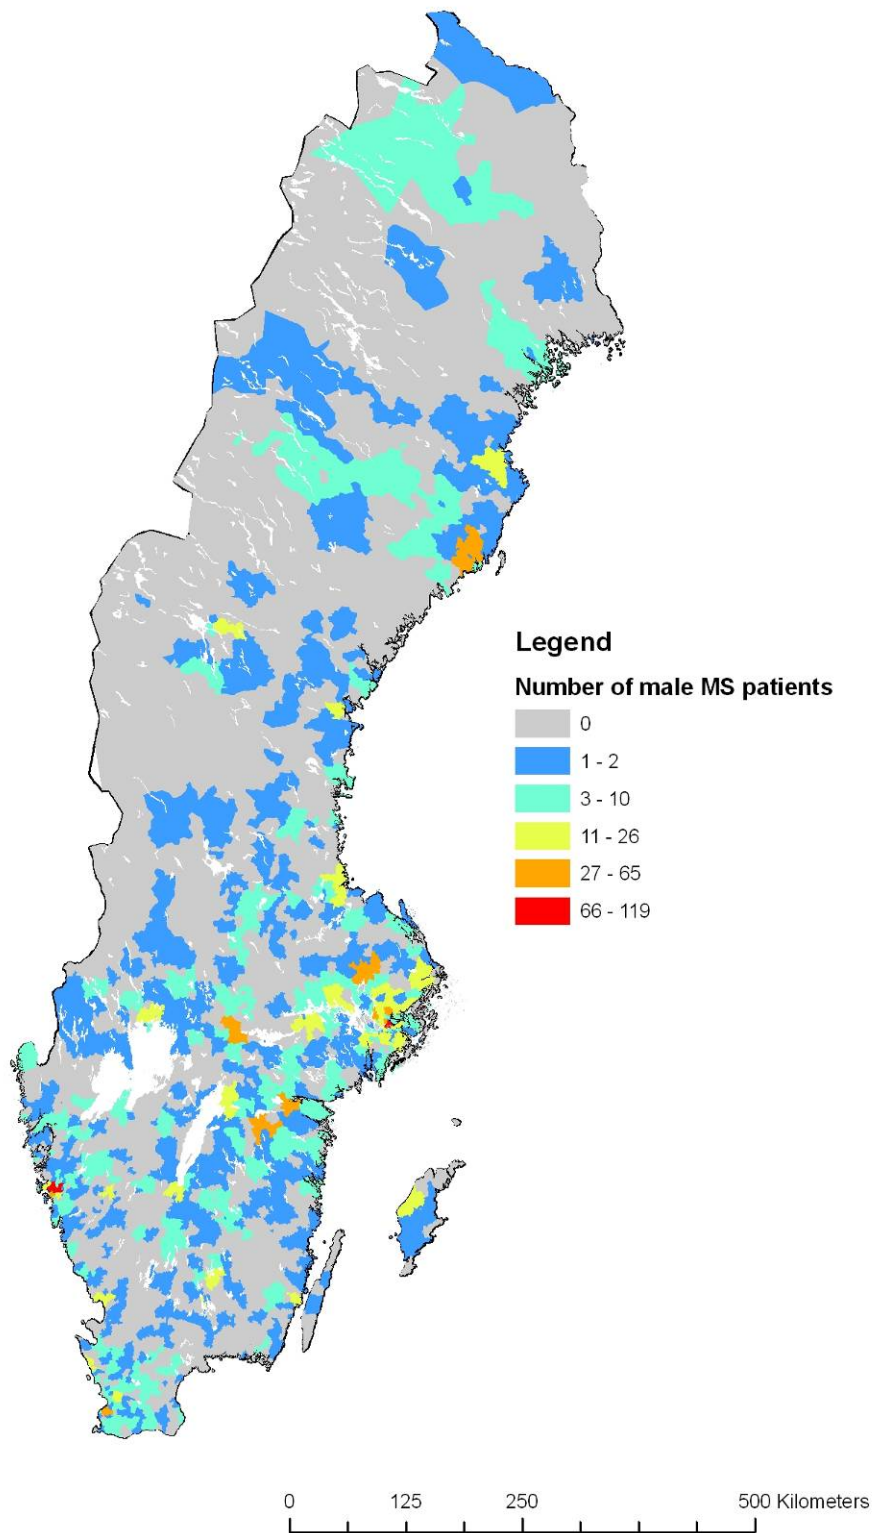 Legend
Number of male MS patients
0
1 - 2
3 - 10
11 - 26
27 - 65
66 - 119
0 125 250 500 Kilometers